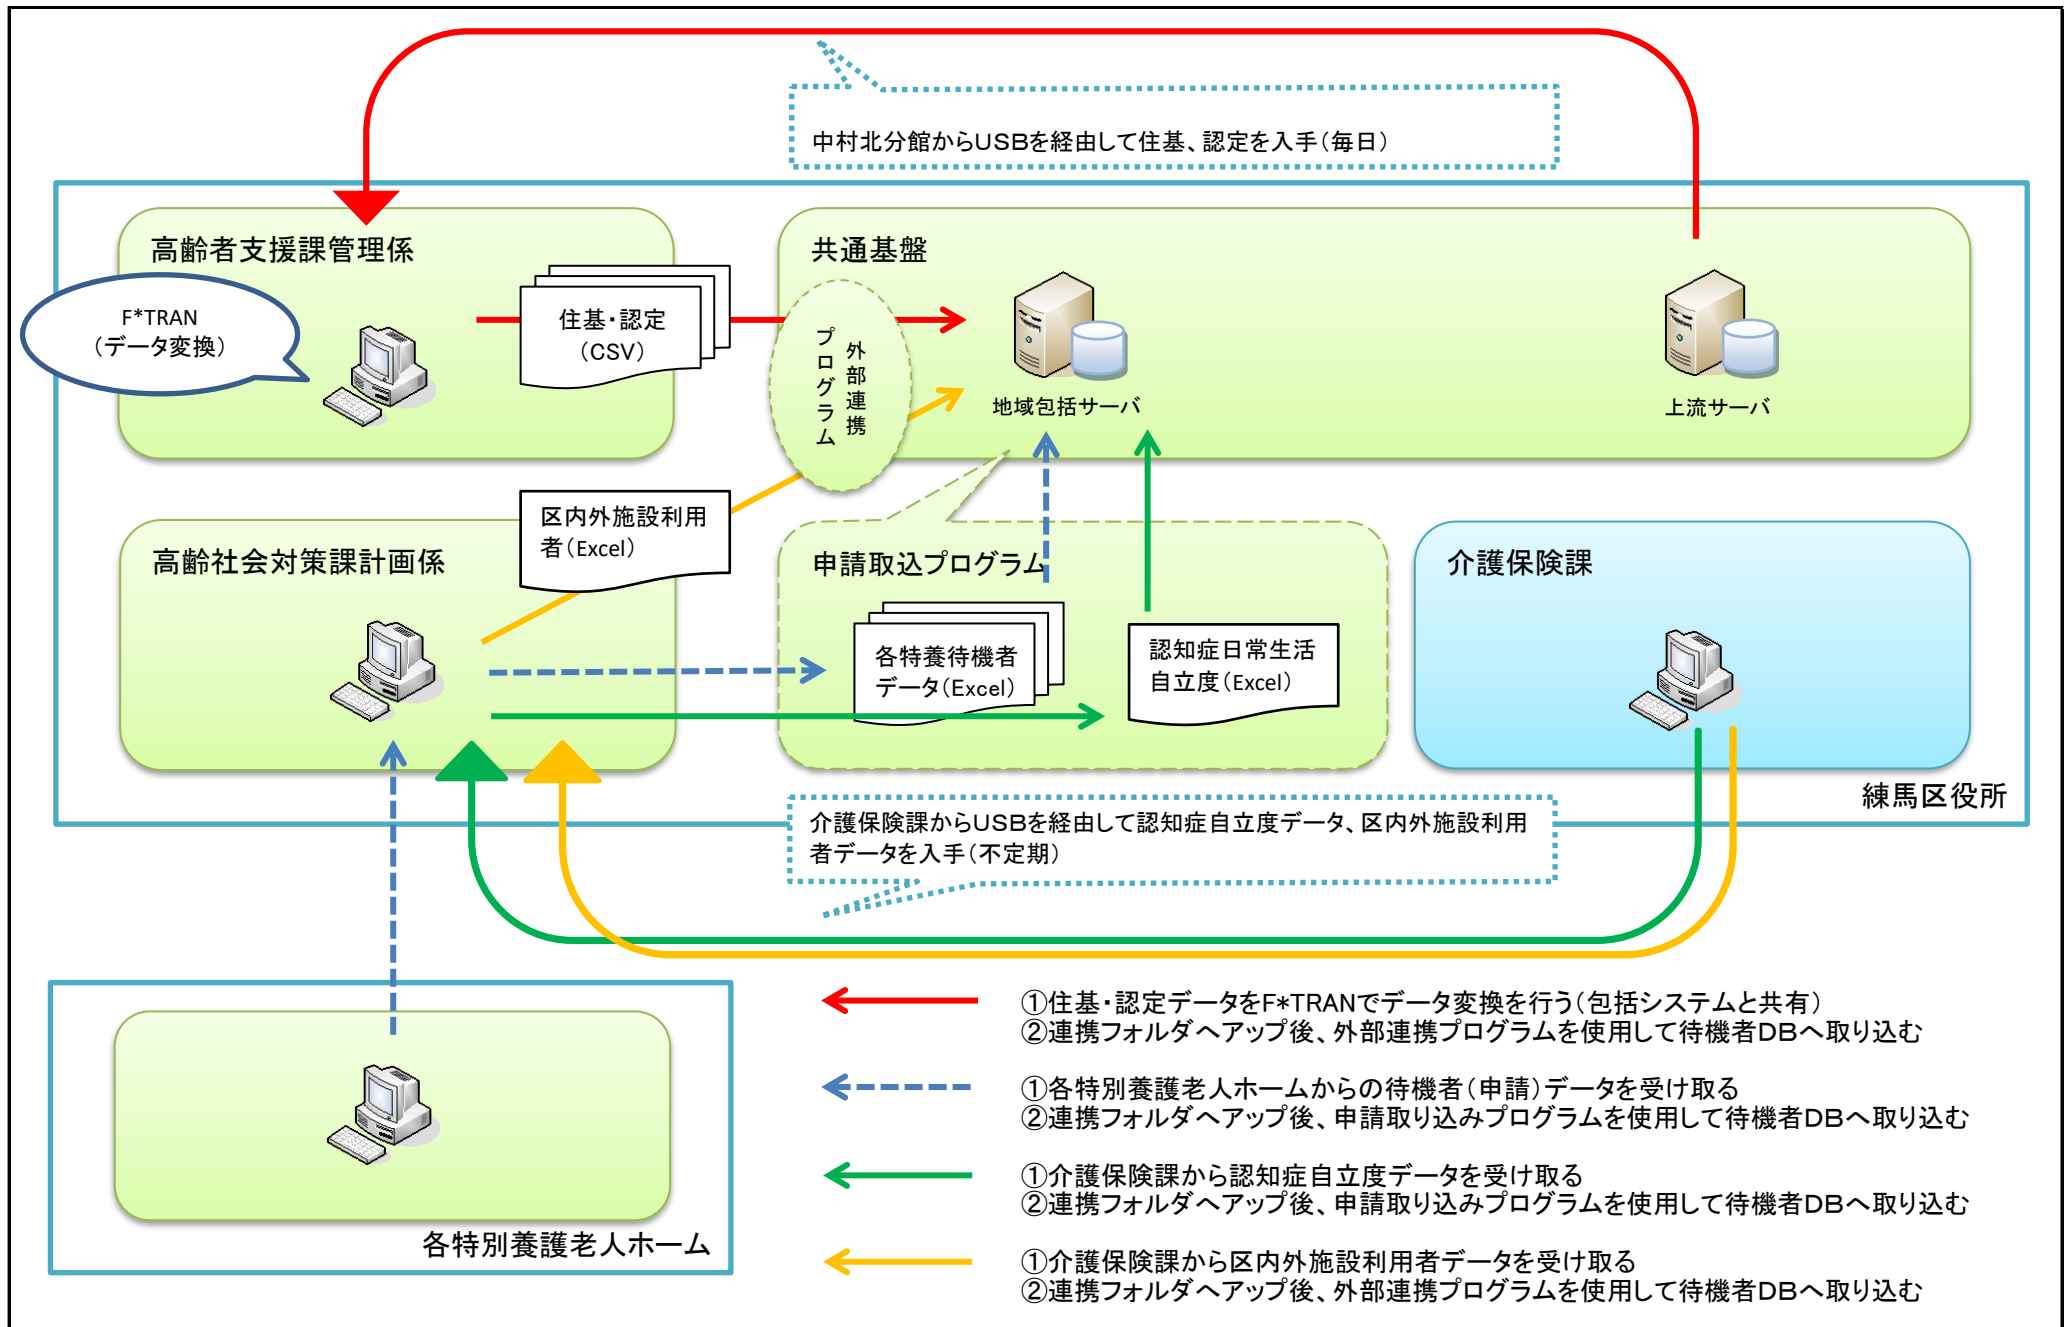 中村北分館からUSBを経由して住基、認定を入手(毎日)
高齢者支援課管理係
共通基盤
F*TRAN
(データ変換)
住基・認定
(CSV)
外部連携
プログラム
地域包括サーバ
上流サーバ
区内外施設利用
者(Excel)
高齢社会対策課計画係
申請取込プログラム
介護保険課
各特養待機者
データ(Excel)
認知症日常生活
自立度(Excel)
練馬区役所
介護保険課からUSBを経由して認知症自立度データ、区内外施設利用
者データを入手(不定期)
各特別養護老人ホーム
①住基・認定データをF*TRANでデータ変換を行う(包括システムと共有)
②連携フォルダへアップ後、外部連携プログラムを使用して待機者DBへ取り込む
①各特別養護老人ホームからの待機者(申請)データを受け取る
②連携フォルダへアップ後、申請取り込みプログラムを使用して待機者DBへ取り込む
①介護保険課から認知症自立度データを受け取る
②連携フォルダへアップ後、申請取り込みプログラムを使用して待機者DBへ取り込む
①介護保険課から区内外施設利用者データを受け取る
②連携フォルダへアップ後、外部連携プログラムを使用して待機者DBへ取り込む